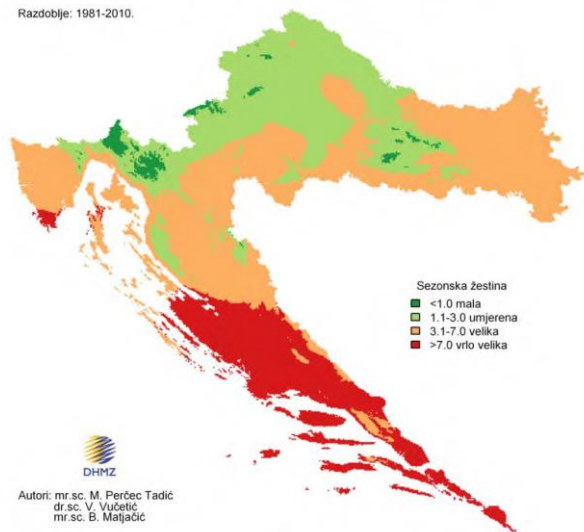 Razdoblje: 1981-2010.
Sezonska žestina
<1.0 mala
1.1-3.0 umjerena
3.1-7.0 velika
>7.0 vrlo velika
DHMZ
Autori: mr.sc. M. Perčec Tadić
dr.sc. V. Vučetić
mr.sc. B. Matjačić